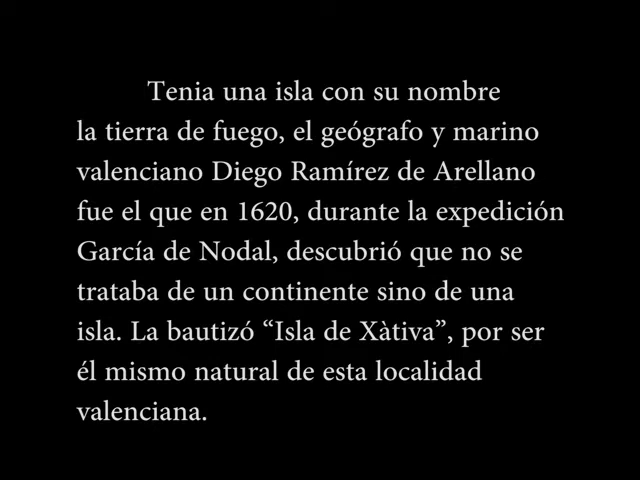 Tenia una isla con su nombre
la tierra de fuego, el geógrafo y marino
valenciano Diego Ramírez de Arellano
fue el que en 1620, durante la expedición
García de Nodal, descubrió que no se
trataba de un continente sino de una
isla. La bautizó “Isla de Xàtiva”, por ser
él mismo natural de esta localidad
valenciana.